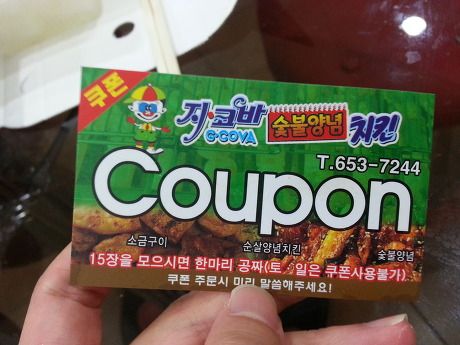 쿠폰
지·코바 숯불양념 치킨
G·COVA
T.653-7244
Coupon
소금구이 순살양념치킨 숯불양념
15장을 모으시면 한마리 공짜(토, 일은 쿠폰사용불가)
쿠폰 주문시 미리 말씀해주세요!